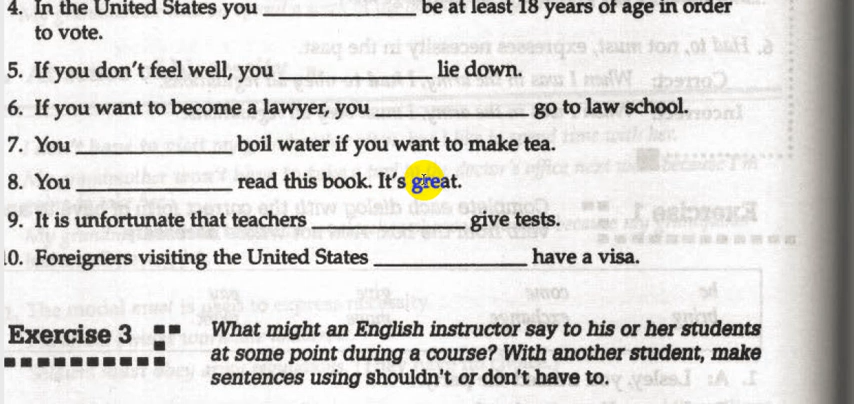 4. In the United States you ____________ be at least 18 years of age in order
to vote.
5. If you don't feel well, you ____________ lie down.
6. If you want to become a lawyer, you ____________ go to law school.
7. You ____________ boil water if you want to make tea.
8. You ____________ read this book. It's great.
9. It is unfortunate that teachers ____________ give tests.
10. Foreigners visiting the United States ____________ have a visa.
Exercise 3
What might an English instructor say to his or her students
at some point during a course? With another student, make
sentences using shouldn't or don't have to.